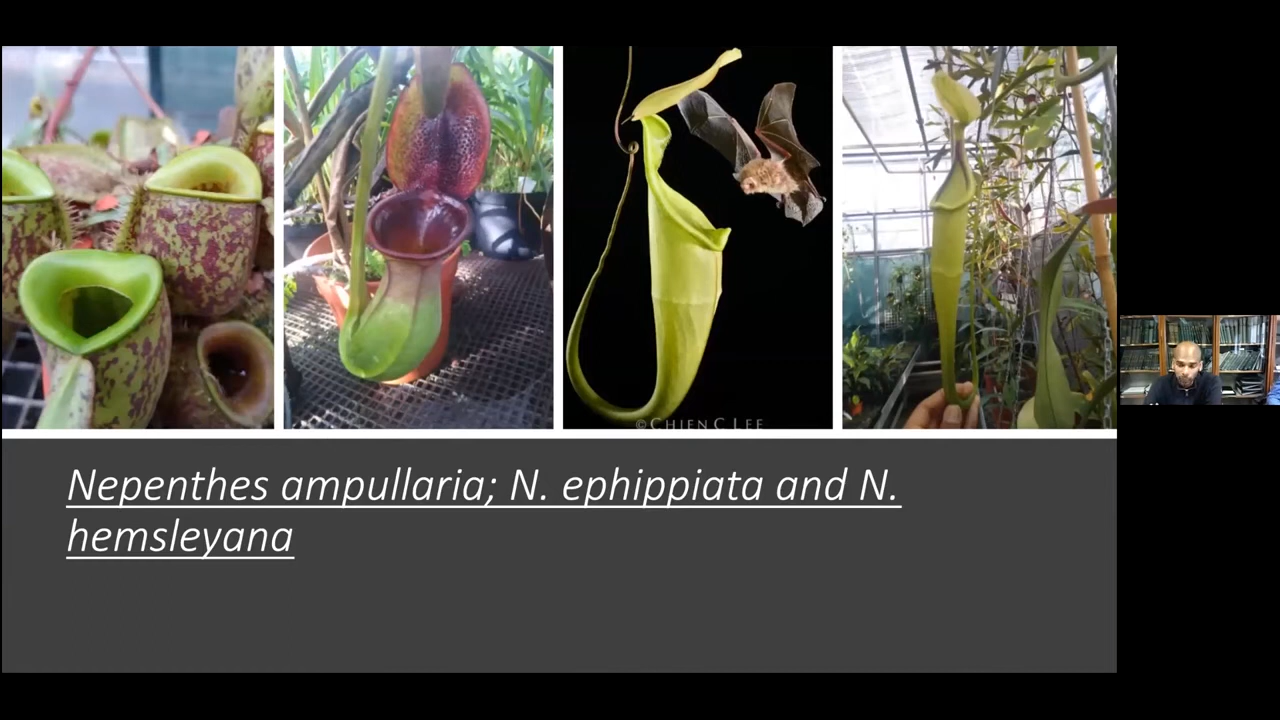 © CHIEN C LEE
Nepenthes ampullaria; N. ephippiata and N.
hemsleyana